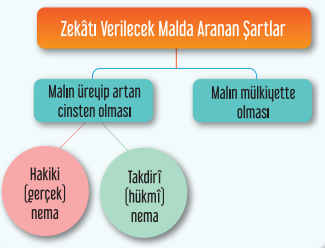 Zekâtı Verilecek Malda Aranan Şartlar
Malın üreyip artan
cinsten olması
Malın mülkiyette
olması
Hakiki
(gerçek)
nema
Takdirî
(hükmî)
nema